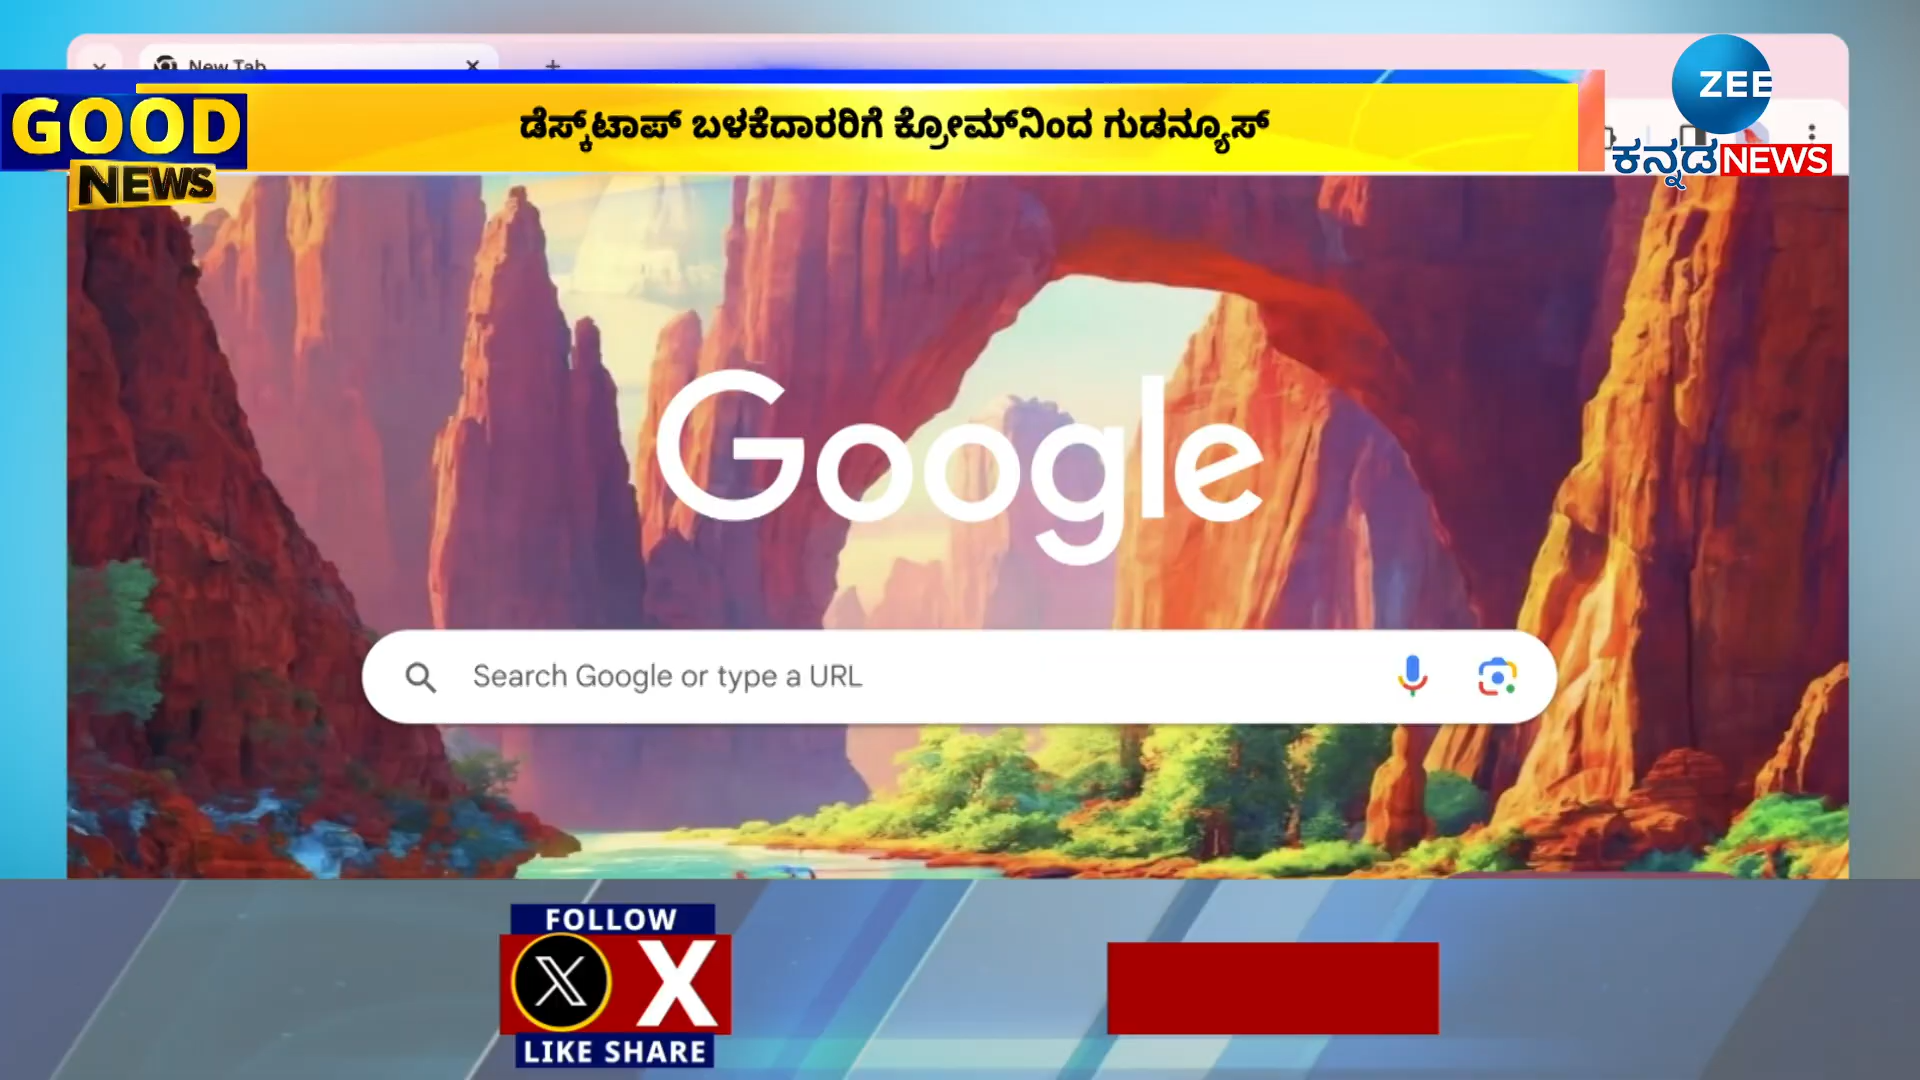 New Tab
GOOD
NEWS
ಡೆಸ್ಕ್‌ಟಾಪ್ ಬಳಕೆದಾರರಿಗೆ ಕ್ರೋಮ್‌ನಿಂದ ಗುಡನ್ಯೂಸ್
ZEE
ಕನ್ನಡ NEWS
Google
Search Google or type a URL
FOLLOW
X
LIKE SHARE